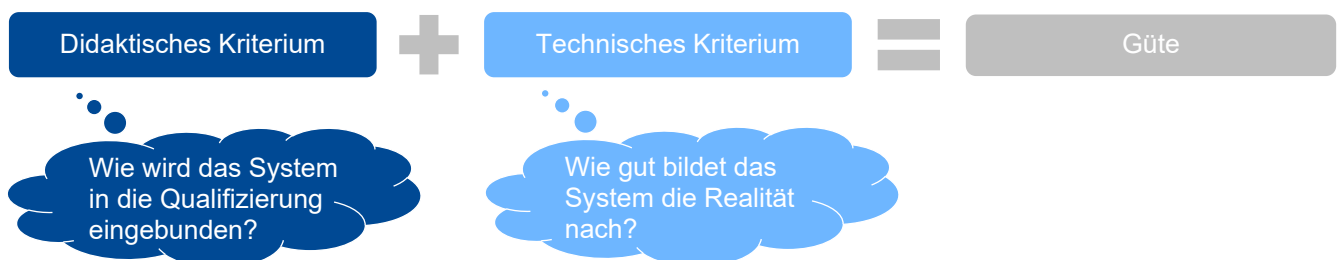 Didaktisches Kriterium
Technisches Kriterium
Güte
Wie wird das System
in die Qualifizierung
eingebunden?
Wie gut bildet das
System die Realität
nach?